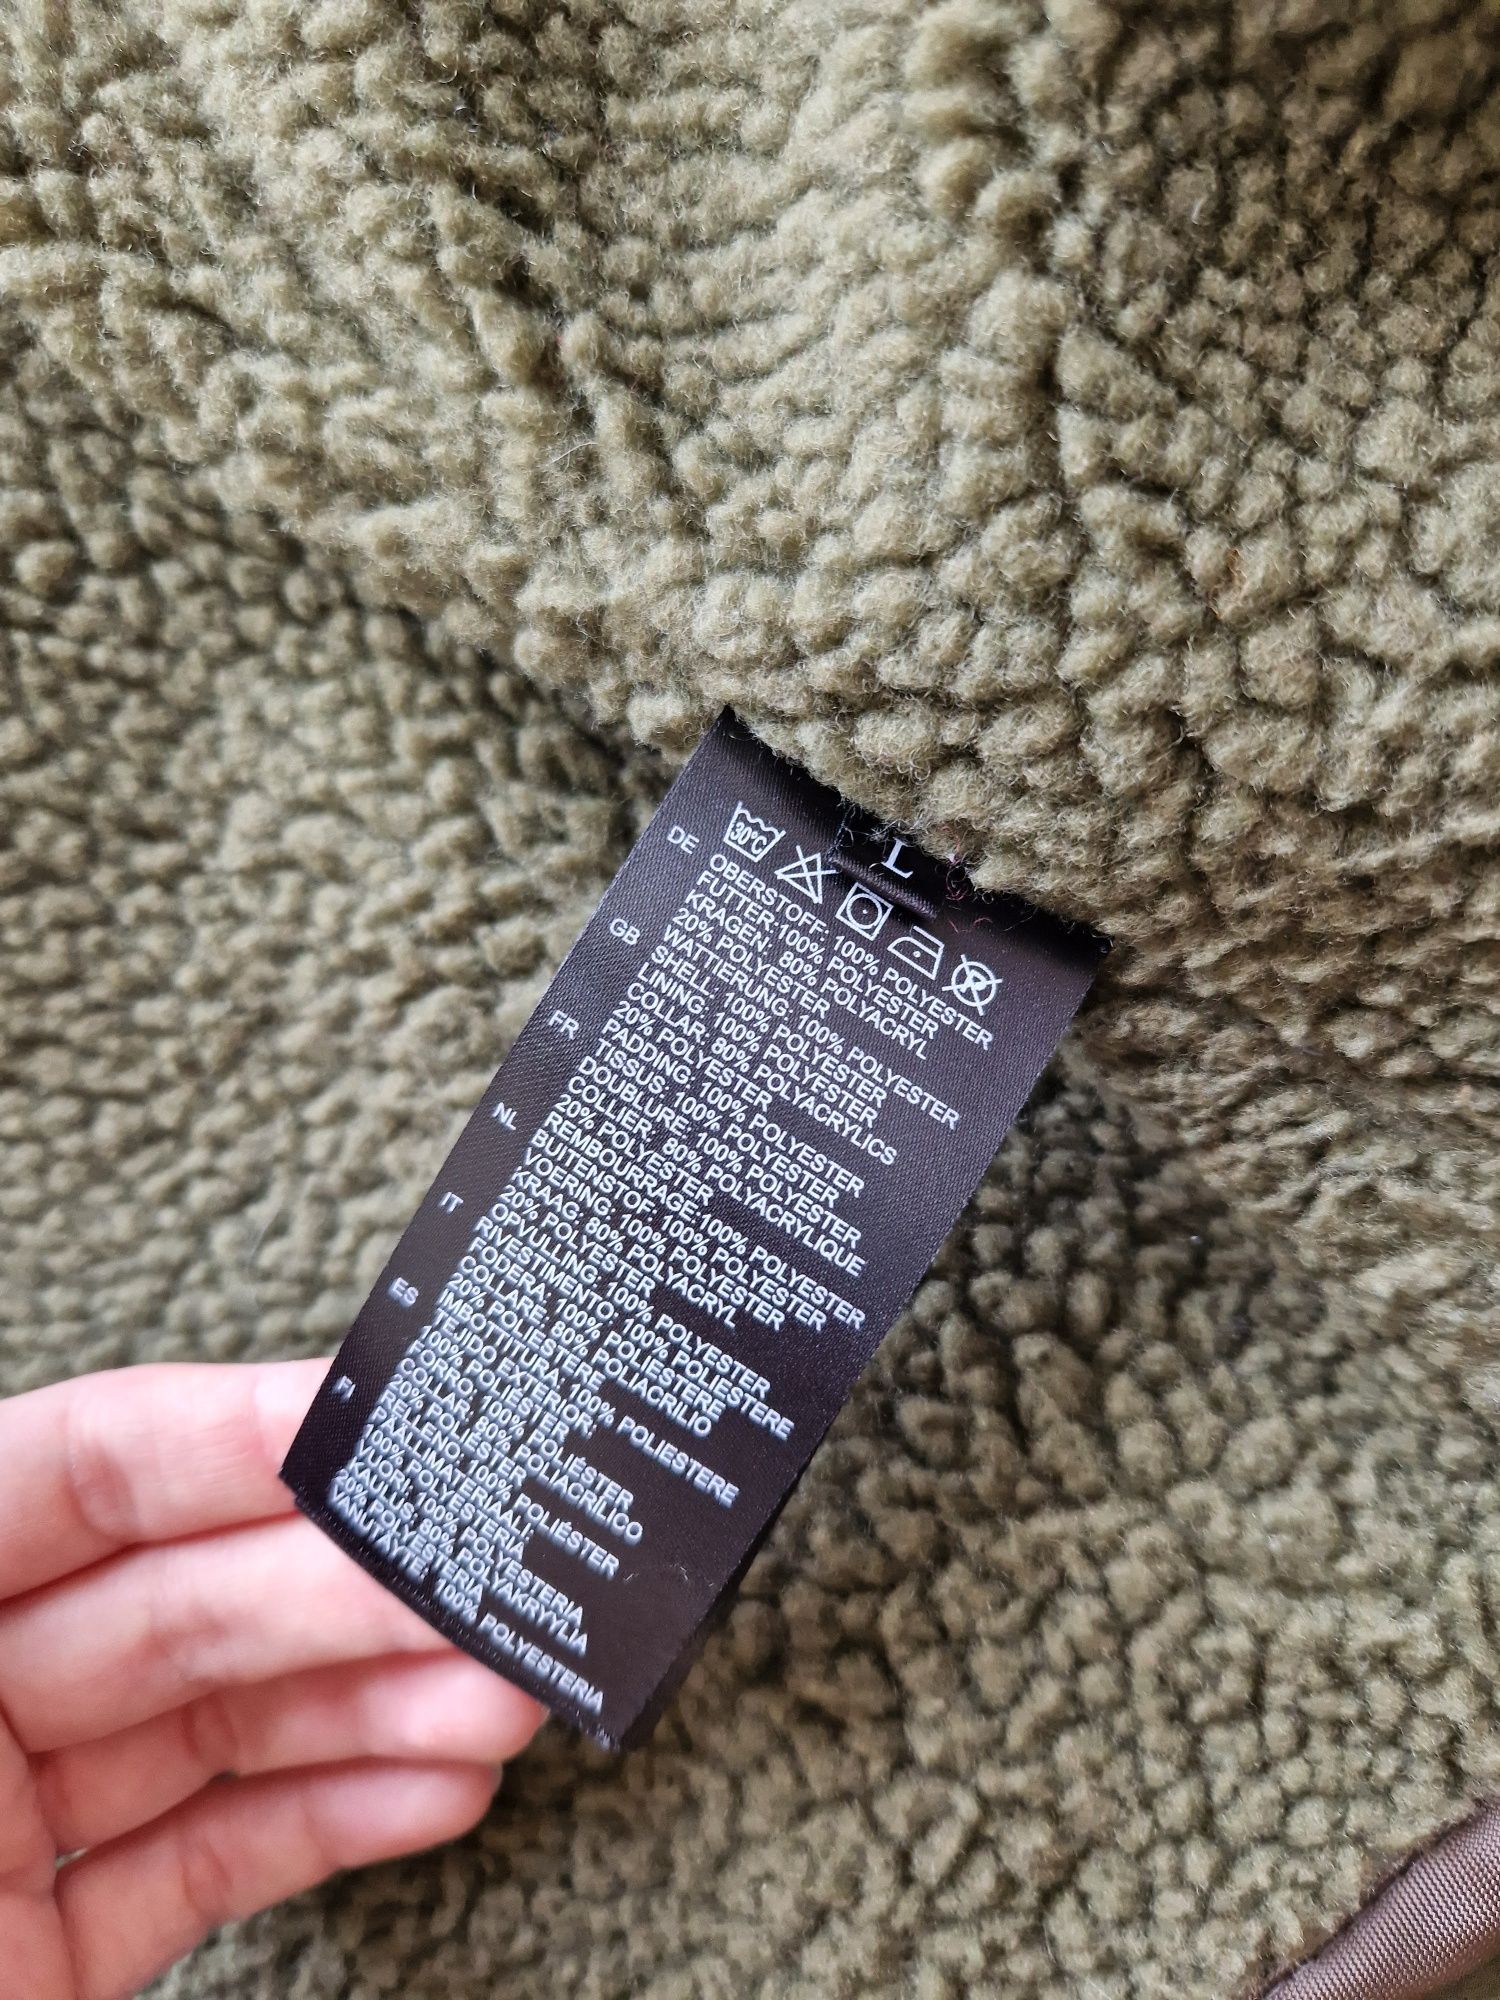 L
30°C
P
DE OBERSTOFF: 100% POLYESTER
FUTTER:100% POLYESTER
KRAGEN: 80% POLYACRYL
20% POLYESTER
WATTIERUNG: 100% POLYESTER
GB SHELL: 100% POLYESTER
LINING: 100% POLYESTER
COLLAR: 80% POLYACRYLICS
20% POLYESTER
PADDING: 100% POLYESTER
FR TISSUS: 100% POLYESTER
DOUBLURE:100% POLYESTER
COLLIER: 80% POLYACRYLIQUE
20% POLYESTER
REMBOURRAGE:100% POLYESTER
NL BUITENSTOF: 100% POLYESTER
VOERING: 100% POLYESTER
KRAAG: 80% POLYACRYL
20% POLYESTER
OPVULLING: 100% POLYESTER
IT RIVESTIMENTO: 100% POLIESTERE
FODERA: 100% POLIESTERE
COLLARE: 80% POLIACRILIO
20% POLIESTERE
IMBOTTITURA: 100% POLIESTERE
ES TEJIDO EXTERIOR:
100% POLIÉSTER
FORRO: 100% POLIÉSTER
COLLAR: 80% POLIACRÍLICO
20% POLIÉSTER
RELLENO: 100% POLIÉSTER
FI PÄÄLLIMATERIAALI:
100% POLYESTERIA
VUORI: 100% POLYESTERIA
KAULUS: 80% POLYAKRYYLIA
20% POLYESTERIA
VANUTÄYTE 100% POLYESTERIA